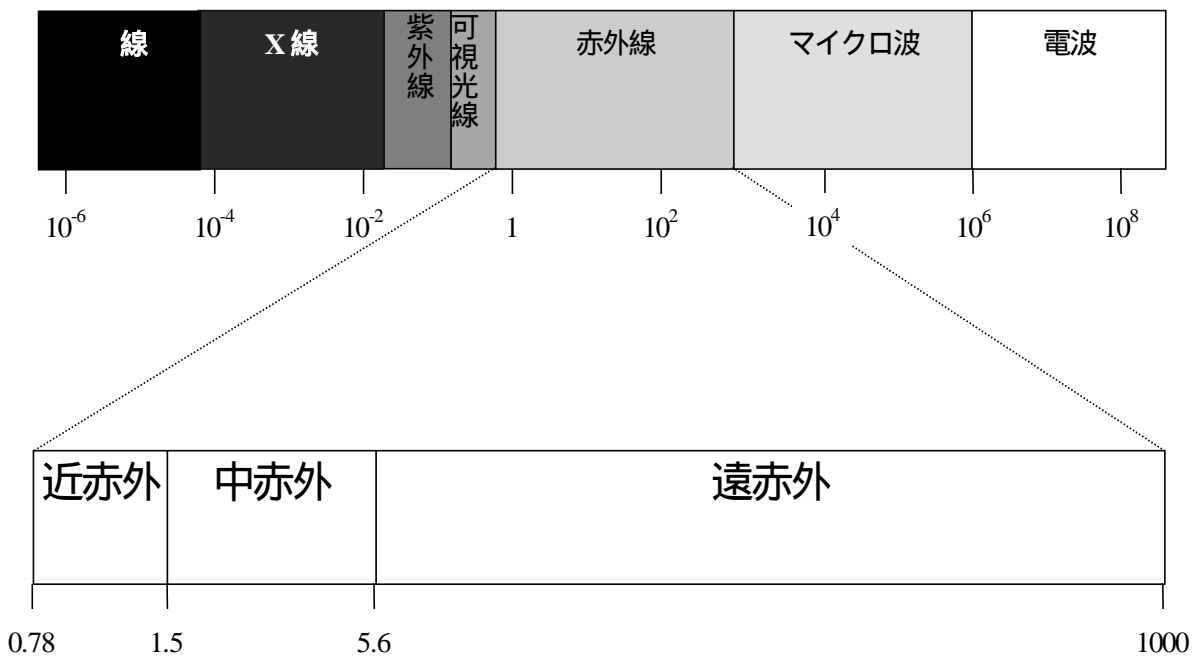 線
X 線
紫外線
可視光線
赤外線
マイクロ波
電波
10⁻⁶
10⁻⁴
10⁻²
1
10²
10⁴
10⁶
10⁸
近赤外
中赤外
遠赤外
0.78
1.5
5.6
1000